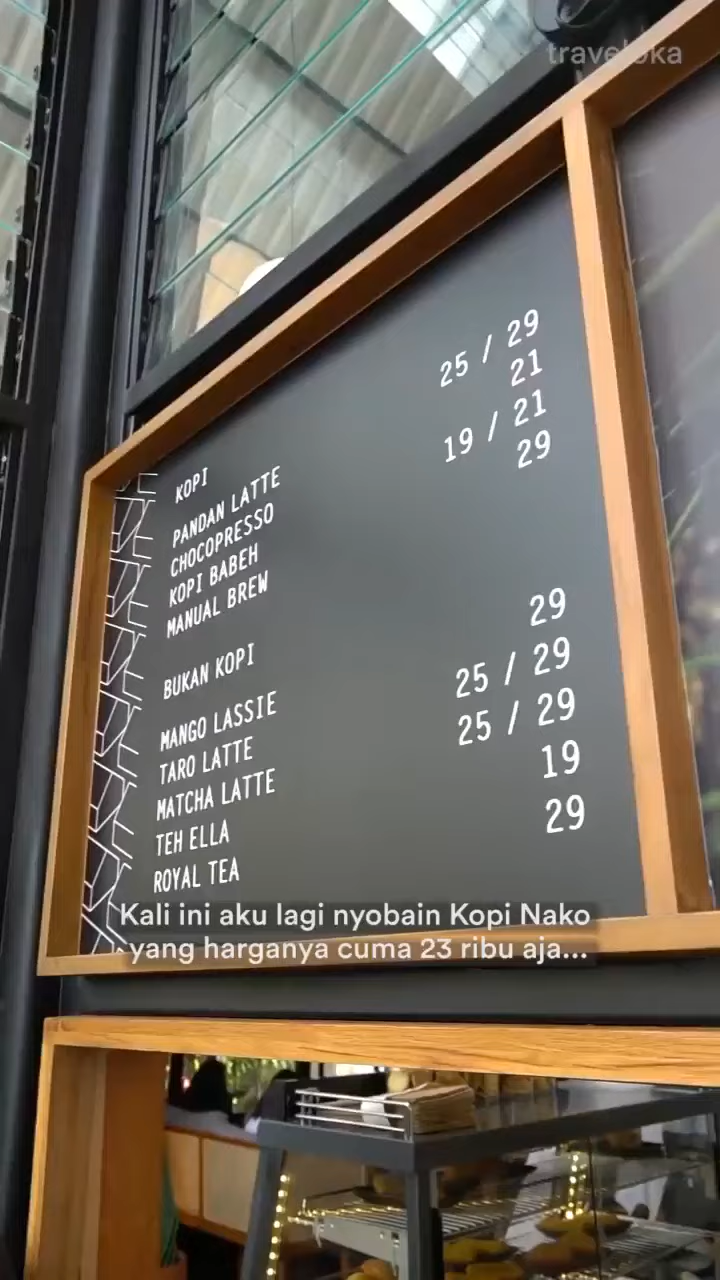 traveloka
KOPI
PANDAN LATTE 25 / 29
CHOCOPRESSO 21
KOPI BABEH 19 / 21
MANUAL BREW 29
BUKAN KOPI
MANGO LASSIE 29
TARO LATTE 25 / 29
MATCHA LATTE 25 / 29
TEH ELLA 19
ROYAL TEA 29
Kali ini aku lagi nyobain Kopi Nako
yang harganya cuma 23 ribu aja...